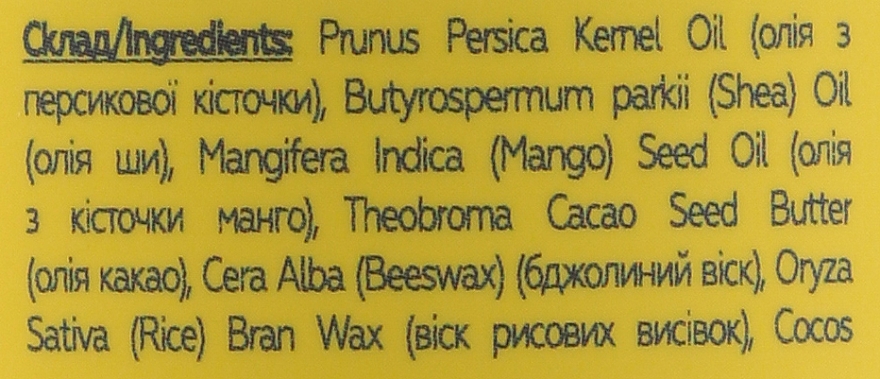 Склад/Ingredients: Prunus Persica Kernel Oil (олія з
персикової кісточки), Butyrospermum parkii (Shea) Oil
(олія ши), Mangifera Indica (Mango) Seed Oil (олія
з кісточки манго), Theobroma Cacao Seed Butter
(олія какао), Cera Alba (Beeswax) (бджолиний віск), Oryza
Sativa (Rice) Bran Wax (віск рисових висівок), Cocos